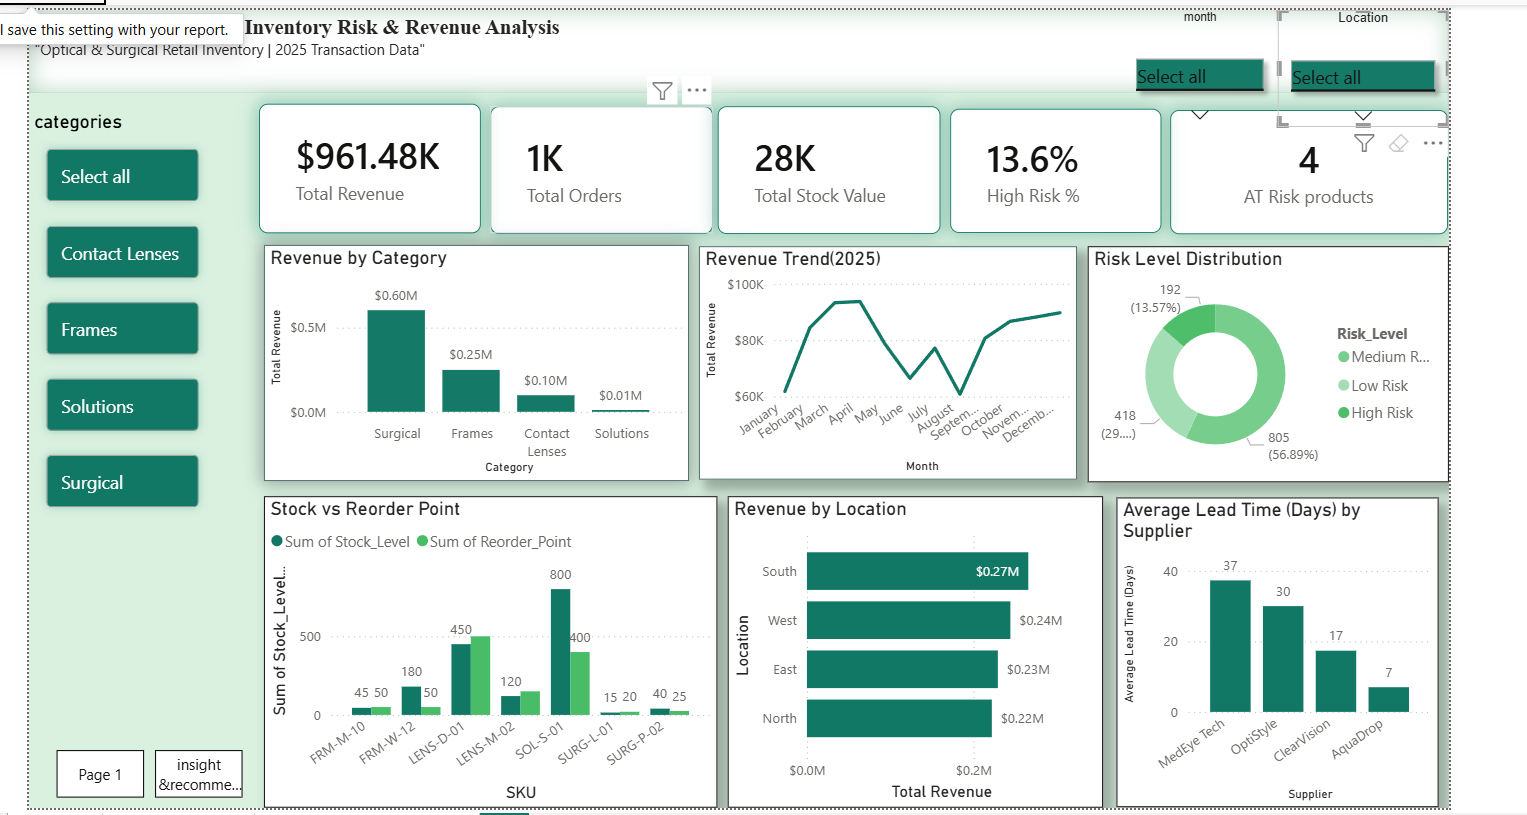 l save this setting with your report.
Inventory Risk & Revenue Analysis
"Optical & Surgical Retail Inventory | 2025 Transaction Data"
month
Location
Select all
Select all
categories
Select all
Contact Lenses
Frames
Solutions
Surgical
Page 1
insight
&recomme...
$961.48K
Total Revenue
1K
Total Orders
28K
Total Stock Value
13.6%
High Risk %
4
AT Risk products
Revenue by Category
Total Revenue
$0.5M
$0.0M
$0.60M
$0.25M
$0.10M
$0.01M
Surgical
Frames
Contact
Lenses
Solutions
Category
Revenue Trend(2025)
Total Revenue
$100K
$80K
$60K
January
February
March
April
May
June
July
August
Septem...
October
Novem...
Decemb...
Month
Risk Level Distribution
192
(13.57%)
418
(29....)
805
(56.89%)
Risk_Level
Medium R...
Low Risk
High Risk
Stock vs Reorder Point
Sum of Stock_Level
Sum of Reorder_Point
Sum of Stock_Level...
500
0
45
50
180
50
450
120
800
400
15
20
40
25
FRM-M-10
FRM-W-12
LENS-D-01
LENS-M-02
SOL-S-01
SURG-L-01
SURG-P-02
SKU
Revenue by Location
Location
South
$0.27M
West
$0.24M
East
$0.23M
North
$0.22M
$0.0M
$0.2M
Total Revenue
Average Lead Time (Days) by
Supplier
Average Lead Time (Days)
40
20
0
37
30
17
7
MedEye Tech
OptiStyle
ClearVision
AquaDrop
Supplier